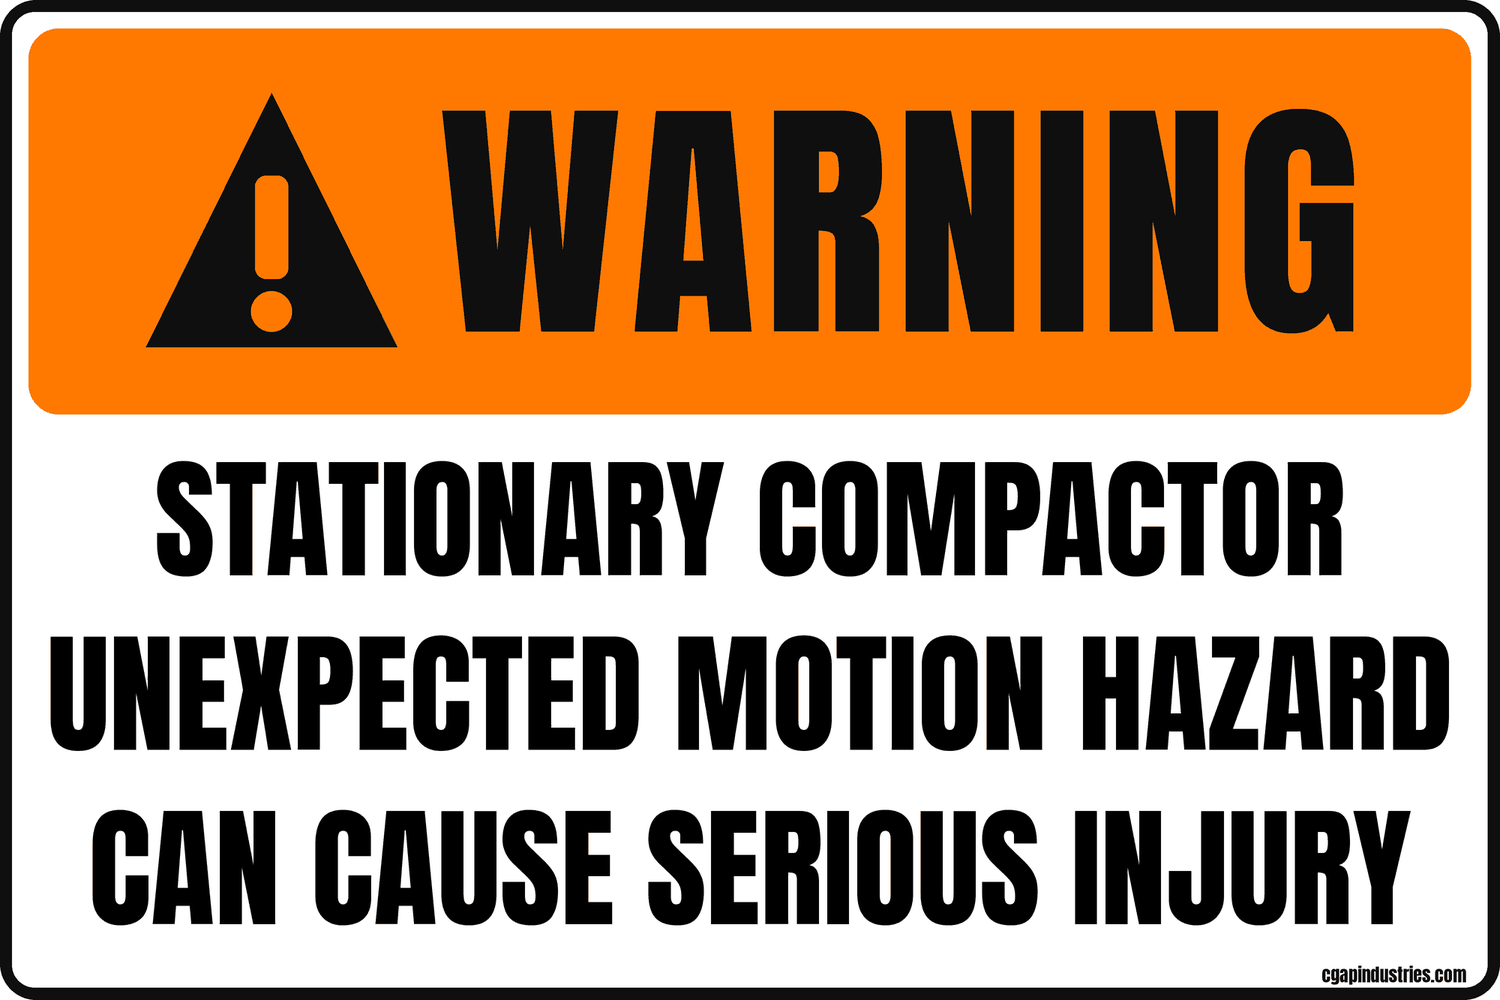 WARNING
STATIONARY COMPACTOR
UNEXPECTED MOTION HAZARD
CAN CAUSE SERIOUS INJURY
cgapindustries.com